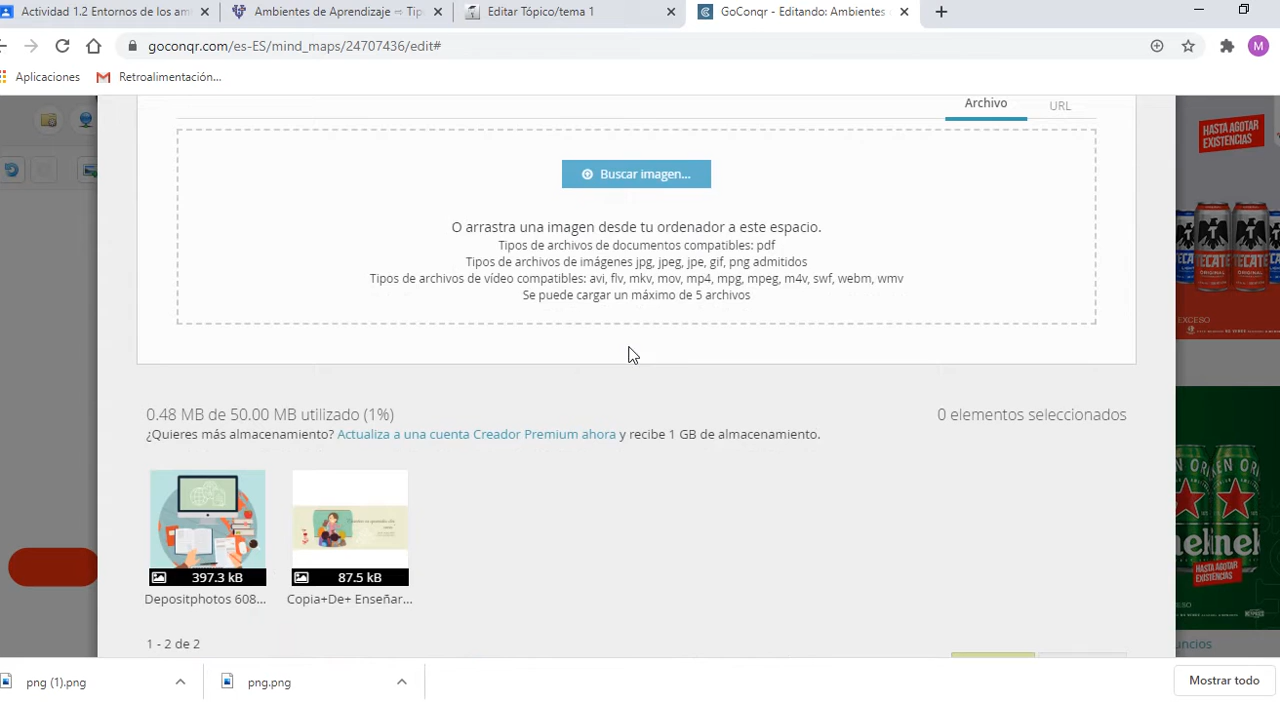 Actividad 1.2 Entornos de los am
Ambientes de Aprendizaje ⇨ Tip
Editar Tópico/tema 1
GoConqr - Editando: Ambientes
goconqr.com/es-ES/mind_maps/24707436/edit#
M
Aplicaciones
Retroalimentación...
Archivo
URL
Buscar imagen...
O arrastra una imagen desde tu ordenador a este espacio.
Tipos de archivos de documentos compatibles: pdf
Tipos de archivos de imágenes jpg, jpeg, jpe, gif, png admitidos
Tipos de archivos de vídeo compatibles: avi, flv, mkv, mov, mp4, mpg, mpeg, m4v, swf, webm, wmv
Se puede cargar un máximo de 5 archivos
HASTA AGOTAR
EXISTENCIAS
TECATE
ORIGINAL
EXCESO
0.48 MB de 50.00 MB utilizado (1%)
0 elementos seleccionados
¿Quieres más almacenamiento? Actualiza a una cuenta Creador Premium ahora y recibe 1 GB de almacenamiento.
397.3 kB
87.5 kB
Depositphotos 608...
Copia+De+ Enseñar...
HASTA AGOTAR
EXISTENCIAS
1 - 2 de 2
uncios
png (1).png
png.png
Mostrar todo